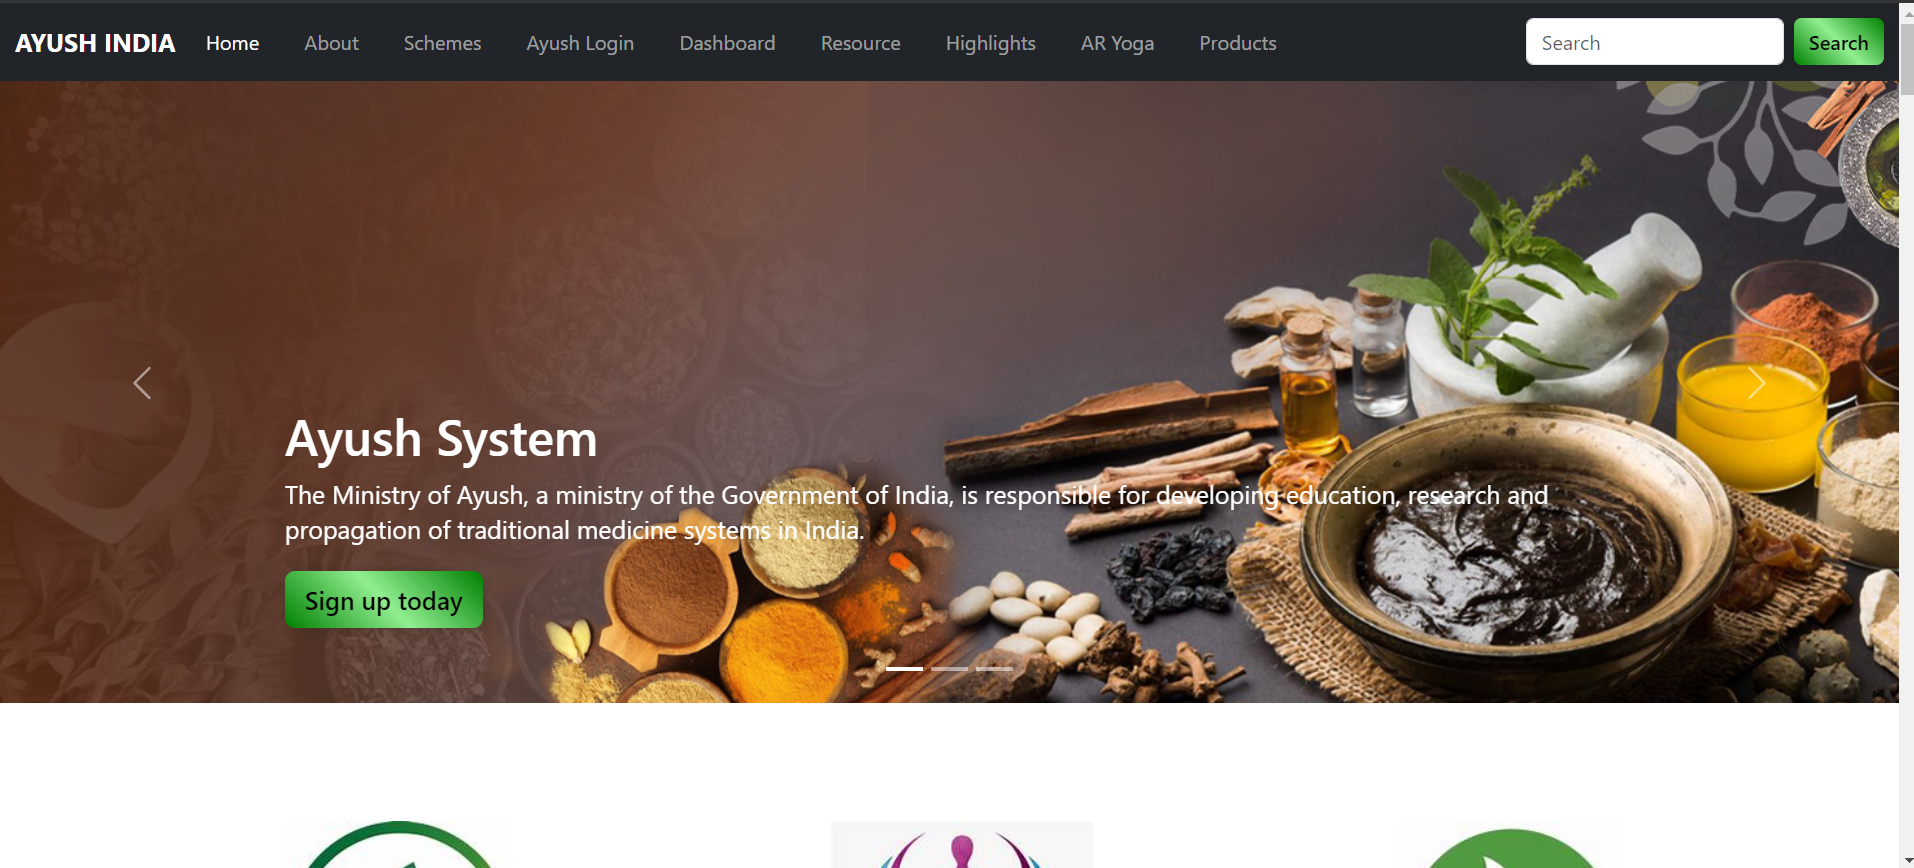 AYUSH INDIA Home About Schemes Ayush Login DashGoard Resource Highlights AR Yoga Products Search Search
Ayush System
The Ministry of Ayush, a ministry of the Government of India, is responsible for developing education, research and
propagation of traditional medicine systems in India.
Sign up today